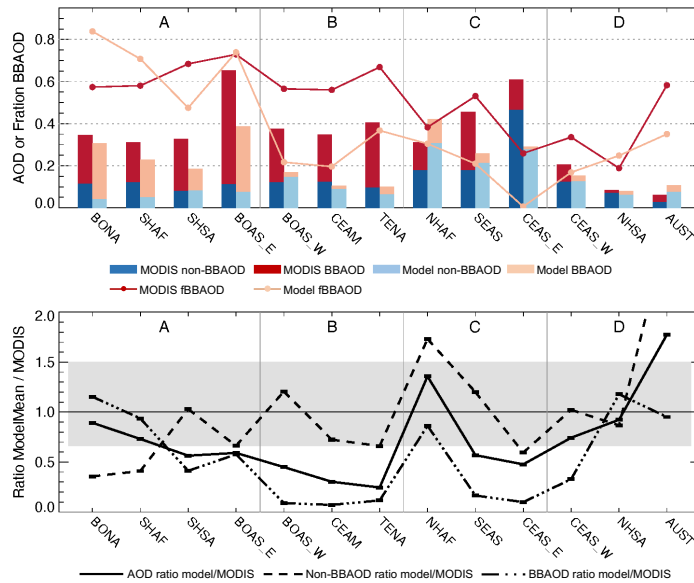 A B C D
AOD or Fration BBAOD
0.8
0.6
0.4
0.2
0.0
BONA SHAF SHSA BOAS_E BOAS_W CEAM TENA NHAF SEAS CEAS_E CEAS_W NHSA AUST
MODIS non-BBAOD MODIS BBAOD Model non-BBAOD Model BBAOD
MODIS fBBAOD Model fBBAOD
A B C D
Ratio ModelMean / MODIS
2.0
1.5
1.0
0.5
0.0
BONA SHAF SHSA BOAS_E BOAS_W CEAM TENA NHAF SEAS CEAS_E CEAS_W NHSA AUST
AOD ratio model/MODIS Non-BBAOD ratio model/MODIS BBAOD ratio model/MODIS